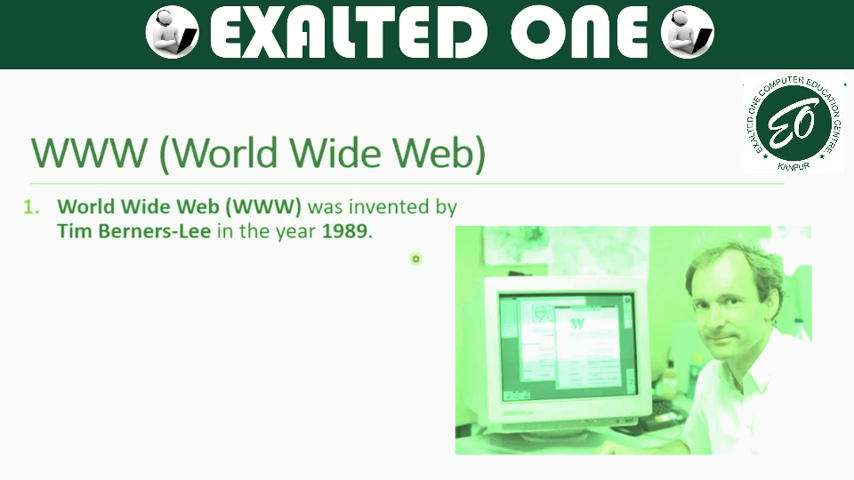 EXALTED ONE
EXALTED ONE COMPUTER EDUCATION CENTRE,
EO
KANPUR
WWW (World Wide Web)
1. World Wide Web (WWW) was invented by
Tim Berners-Lee in the year 1989.
W